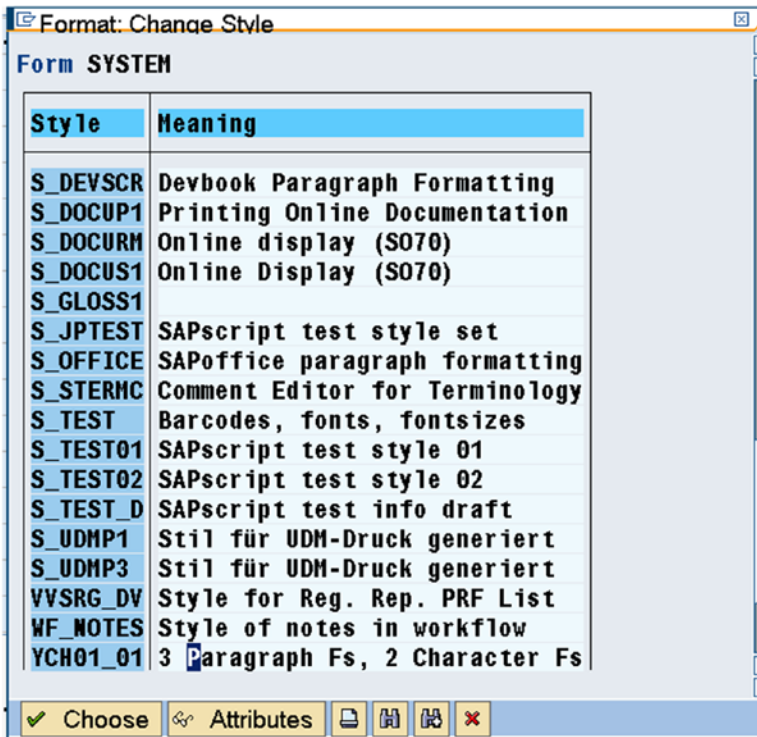 Format: Change Style
Form SYSTEM
Style Meaning
S_DEVSCR Devbook Paragraph Formatting
S_DOCUP1 Printing Online Documentation
S_DOCURM Online display (SO70)
S_DOCUS1 Online Display (SO70)
S_GLOSS1
S_JPTEST SAPscript test style set
S_OFFICE SAPoffice paragraph formatting
S_STERMC Comment Editor for Terminology
S_TEST Barcodes, fonts, fontsizes
S_TEST01 SAPscript test style 01
S_TEST02 SAPscript test style 02
S_TEST_D SAPscript test info draft
S_UDMP1 Stil für UDM-Druck generiert
S_UDMP3 Stil für UDM-Druck generiert
VVSRG_DV Style for Reg. Rep. PRF List
WF_NOTES Style of notes in workflow
YCH01_01 3 Paragraph Fs, 2 Character Fs
Choose Attributes